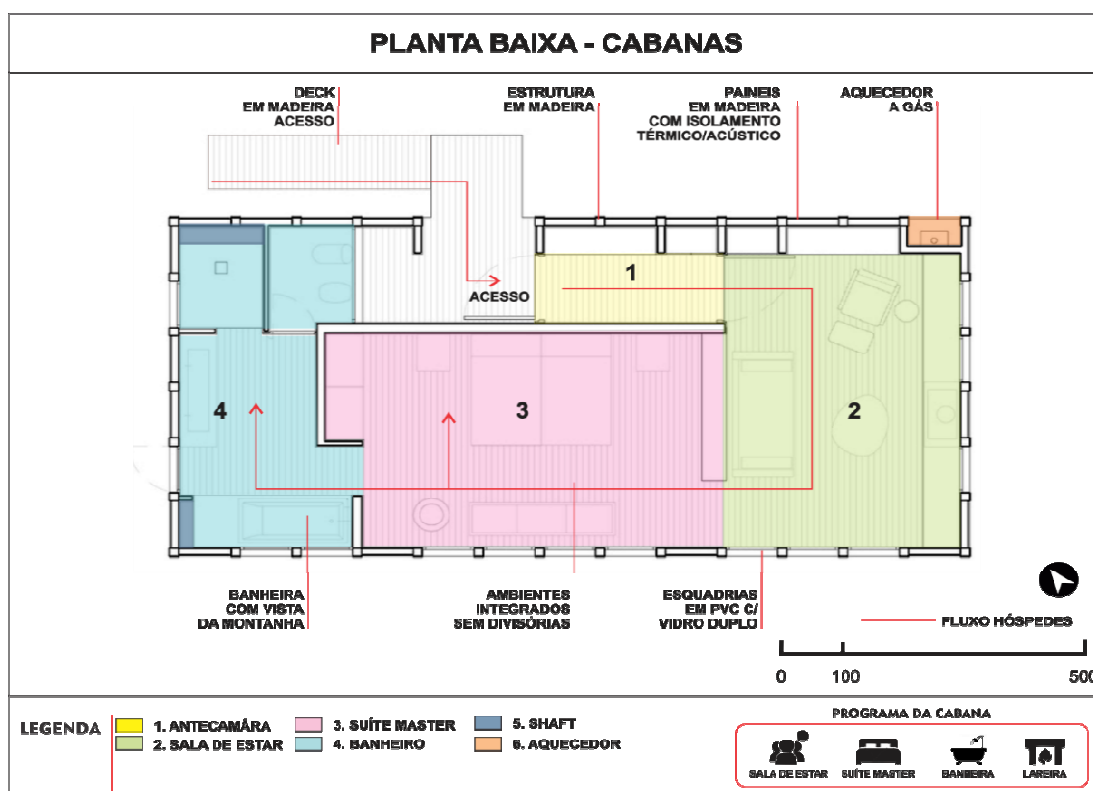 PLANTA BAIXA - CABANAS
DECK
EM MADEIRA
ACESSO
ESTRUTURA
EM MADEIRA
PAINEIS
EM MADEIRA
COM ISOLAMENTO
TÉRMICO/ACÚSTICO
AQUECEDOR
A GÁS
1
ACESSO
4
3
2
BANHEIRA
COM VISTA
DA MONTANHA
AMBIENTES
INTEGRADOS
SEM DIVISÓRIAS
ESQUADRIAS
EM PVC C/
VIDRO DUPLO
FLUXO HÓSPEDES
0 100 500
LEGENDA
1. ANTECAMÂRA
2. SALA DE ESTAR
3. SUÍTE MASTER
4. BANHEIRO
5. SHAFT
6. AQUECEDOR
PROGRAMA DA CABANA
SALA DE ESTAR SUÍTE MASTER BANHEIRA LAREIRA